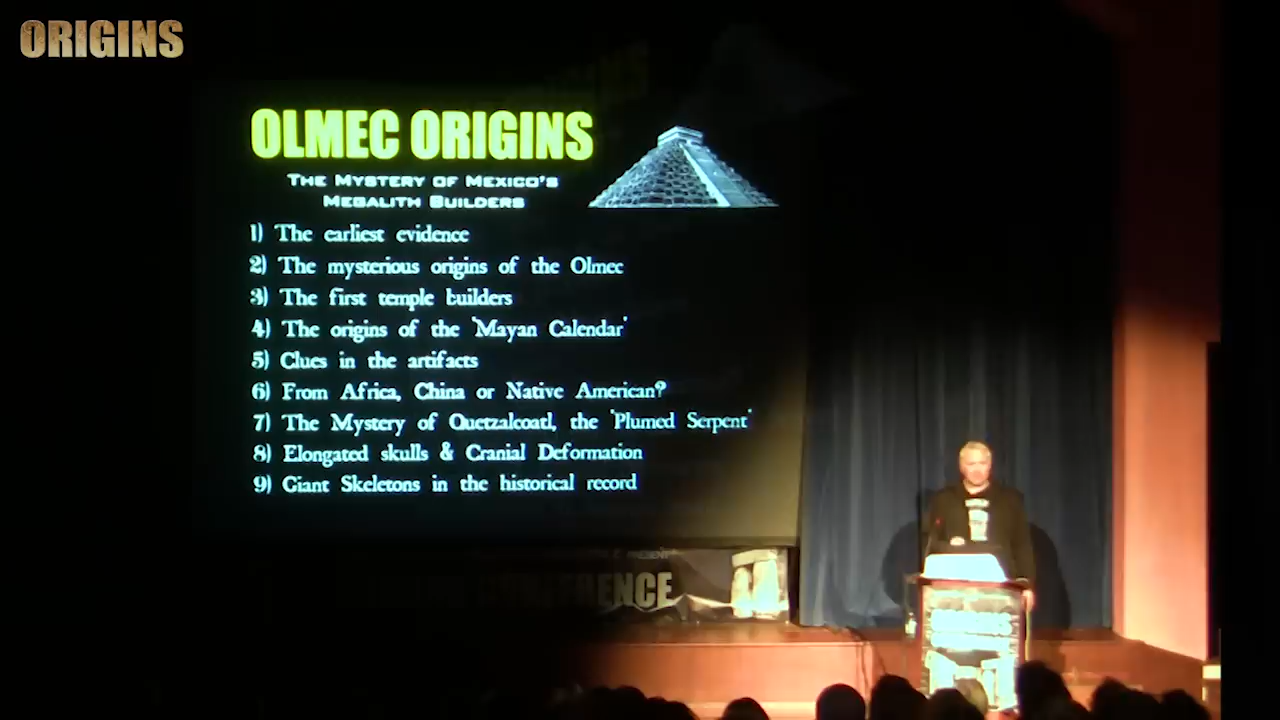 ORIGINS
OLMEC ORIGINS
THE MYSTERY OF MEXICO'S
MEGALITH BUILDERS
1) The earliest evidence
2) The mysterious origins of the Olmec
3) The first temple builders
4) The origins of the 'Mayan Calendar'
5) Clues in the artifacts
6) From Africa, China or Native American?
7) The Mystery of Quetzalcoatl, the 'Plumed Serpent'
8) Elongated skulls & Cranial Deformation
9) Giant Skeletons in the historical record
PRESENT
CONFERENCE
ORIGINS